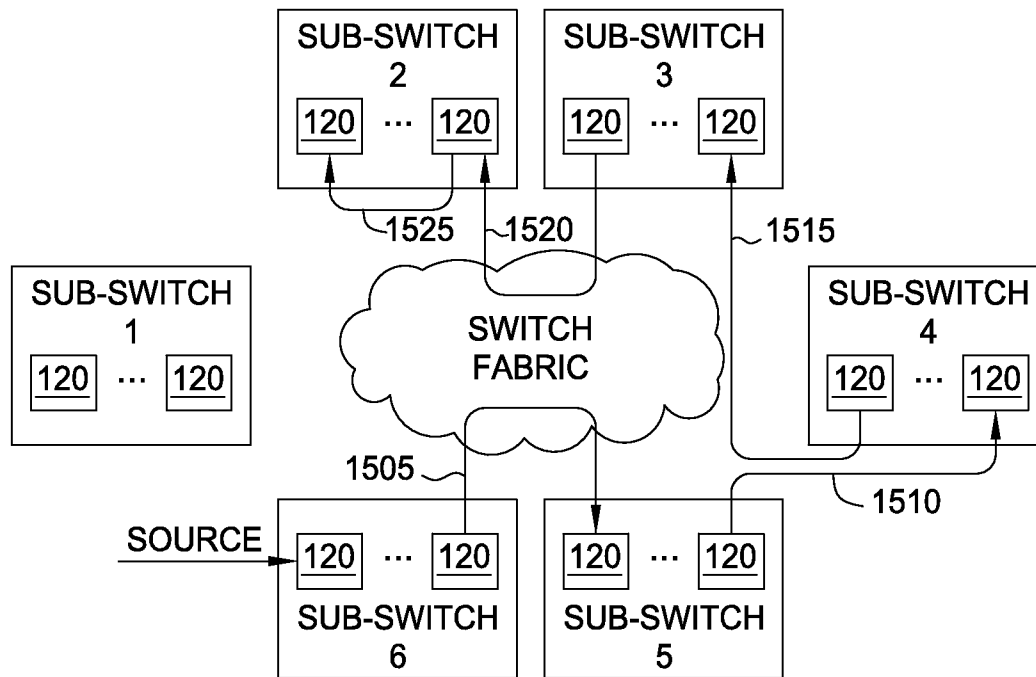 SUB-SWITCH
2
120 ... 120
SUB-SWITCH
3
120 ... 120
1525
1520
1515
SUB-SWITCH
1
120 ... 120
SWITCH
FABRIC
SUB-SWITCH
4
120 ... 120
1505
1510
SOURCE
120 ... 120
SUB-SWITCH
6
120 ... 120
SUB-SWITCH
5